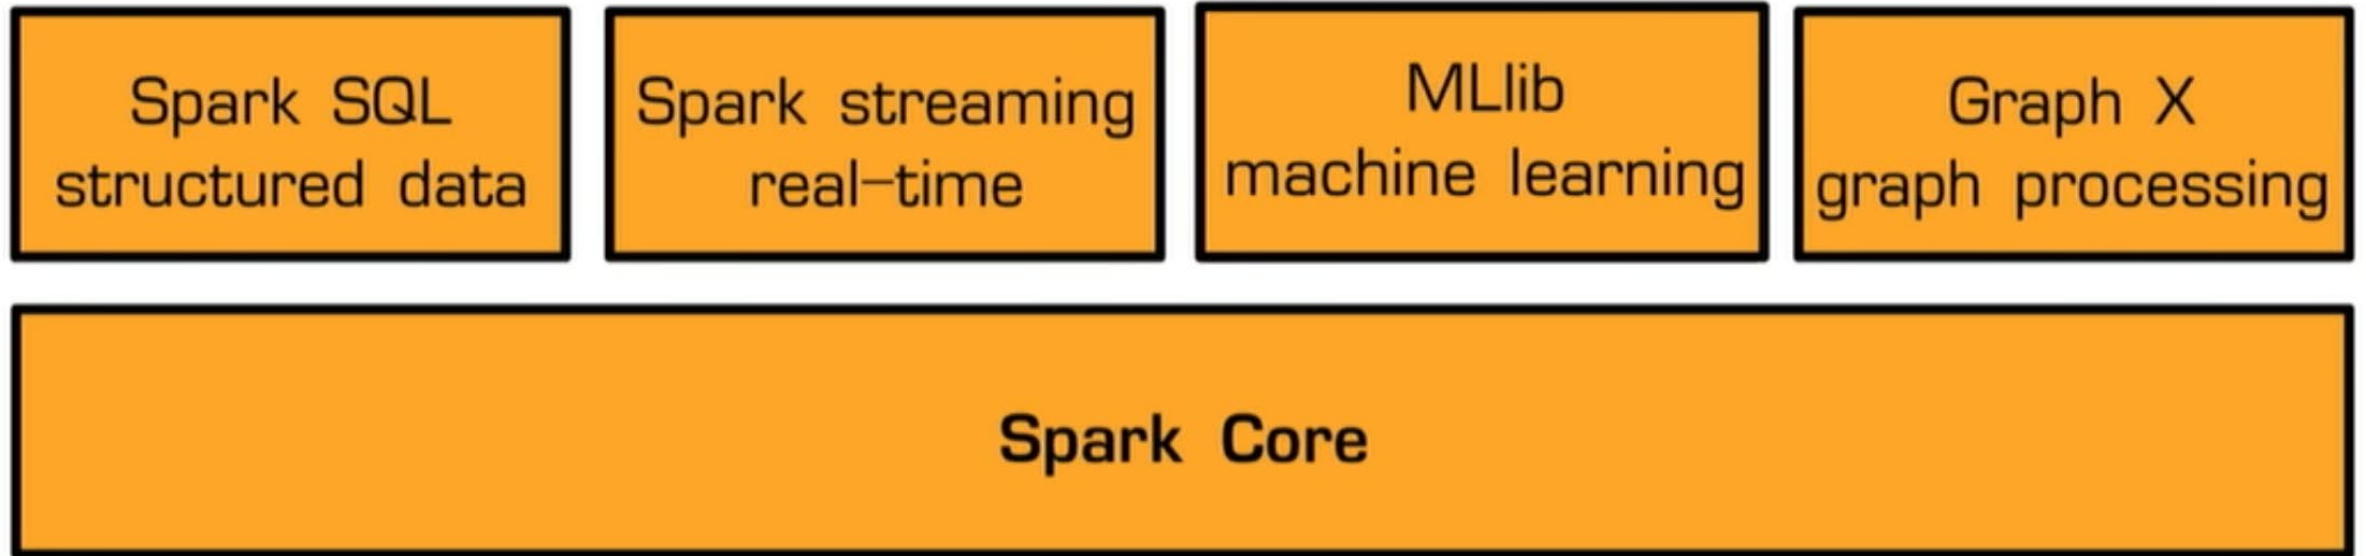 Spark SQL
structured data
Spark streaming
real-time
MLlib
machine learning
Graph X
graph processing
Spark Core